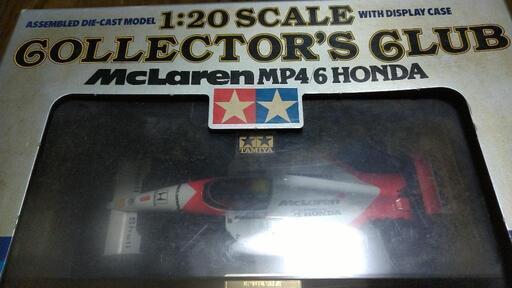 ASSEMBLED DIE-CAST MODEL 1:20 SCALE WITH DISPLAY CASE
COLLECTOR'S CLUB
McLaren MP4/6 HONDA
TAMIYA
McLaren
HONDA
Shell